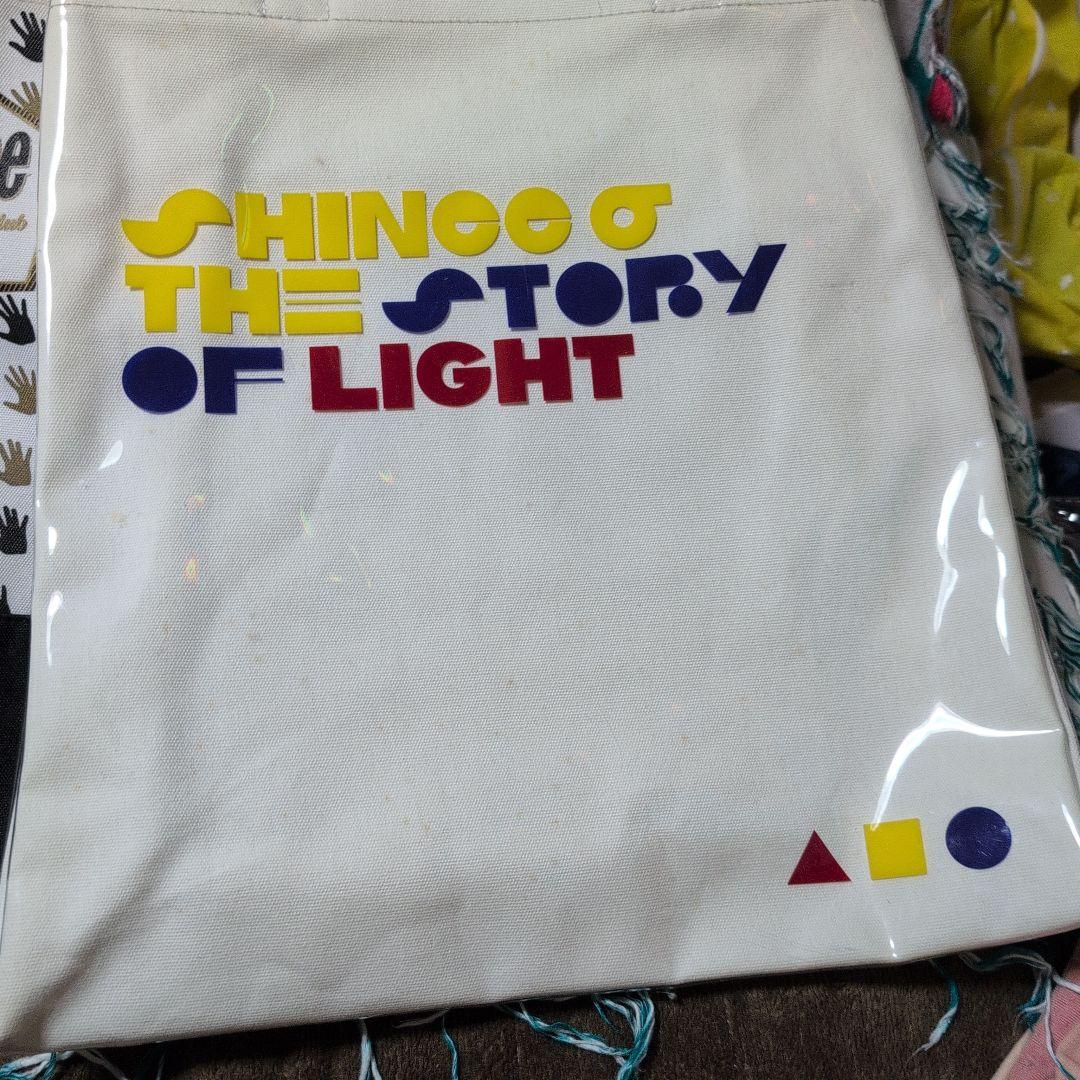 SHINee σ
THE STORY
OF LIGHT